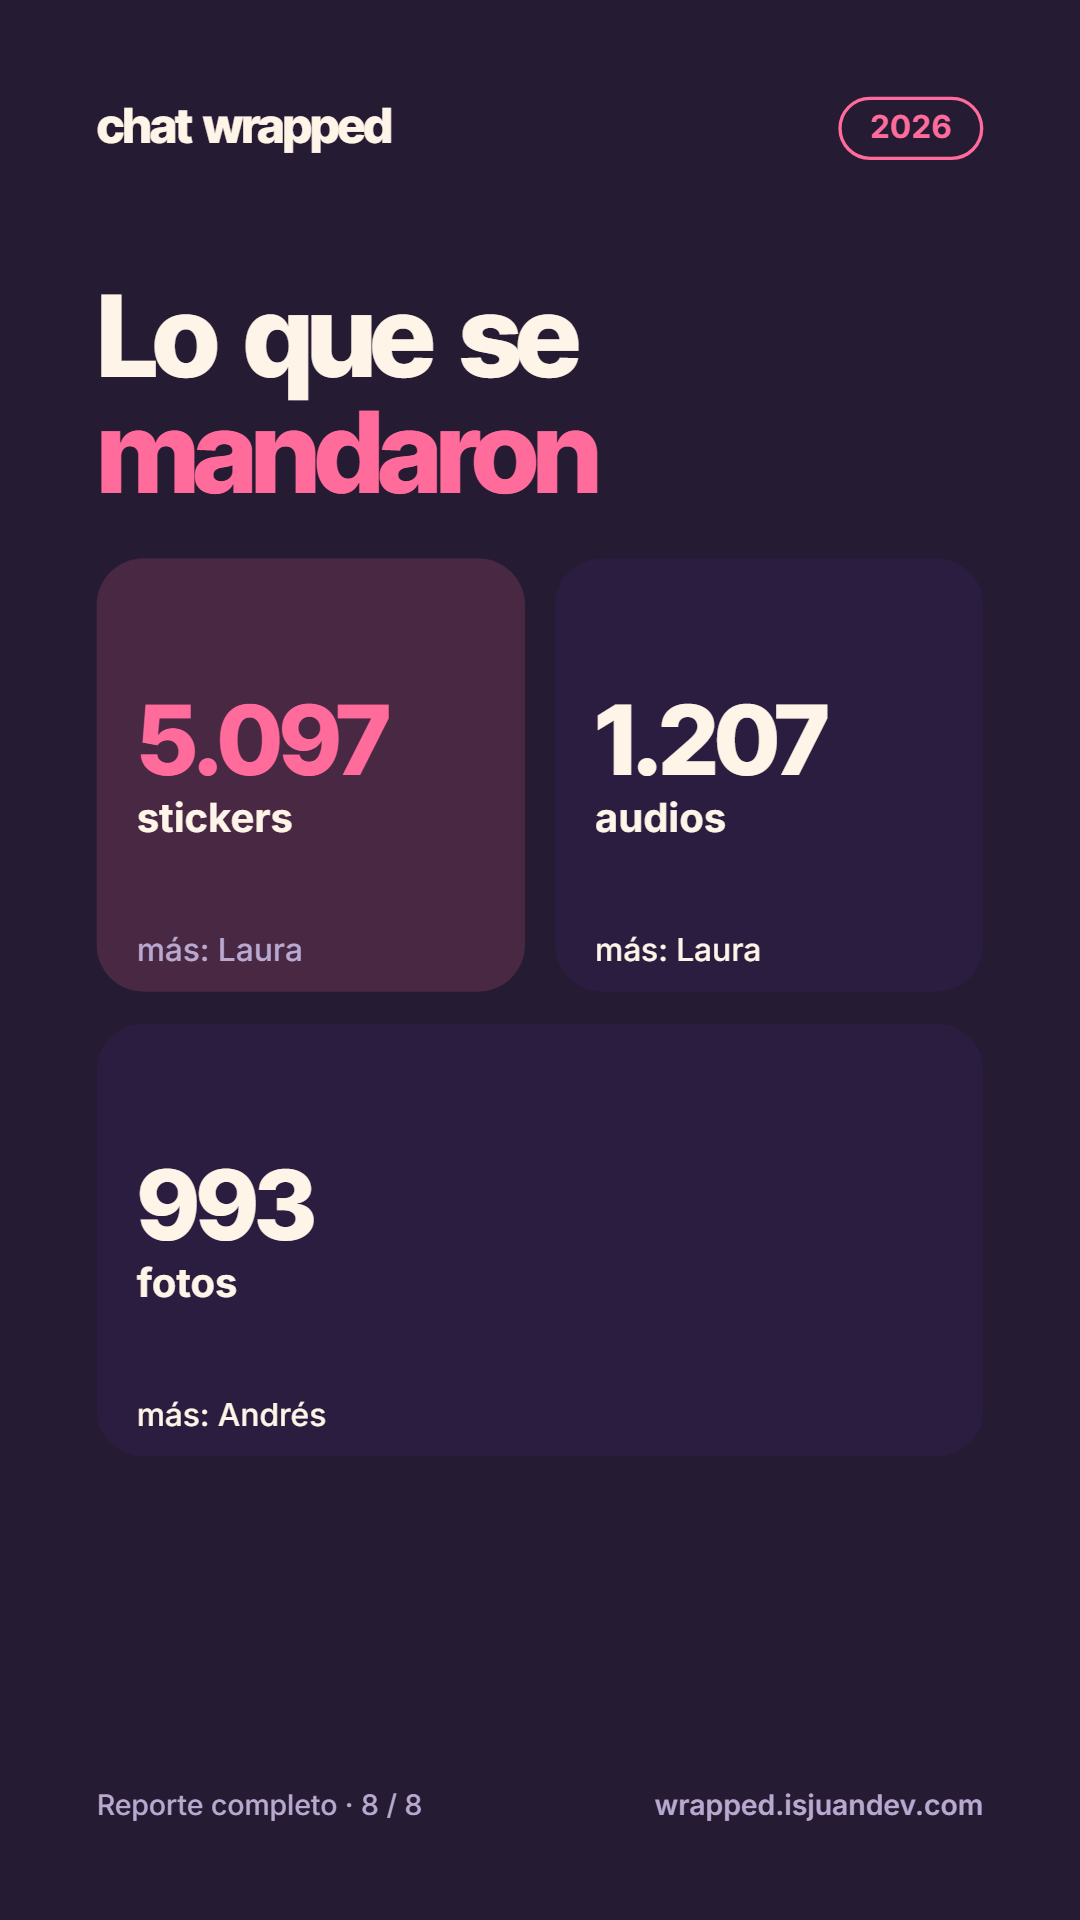 chat wrapped
2026
Lo que se
mandaron
5.097
stickers
más: Laura
1.207
audios
más: Laura
993
fotos
más: Andrés
Reporte completo · 8 / 8
wrapped.isjuandev.com